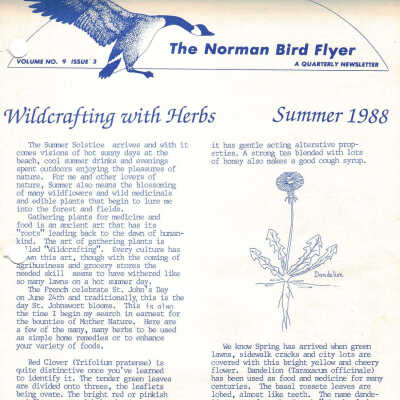 The Norman Bird Flyer
VOLUME NO. 9 ISSUE 3
A QUARTERLY NEWSLETTER
Wildcrafting with Herbs
Summer 1988
The Summer Solstice arrives and with it
comes visions of hot sunny days at the
beach, cool summer drinks and evenings
spent outdoors enjoying the pleasures of
nature. For me and other lovers of
nature, Summer also means the blossoming
of many wildflowers and wild medicinals
and edible plants that begin to lure me
into the forest and fields.
Gathering plants for medicine and
food is an ancient art that has its
"roots" leading back to the dawn of human-
kind. The art of gathering plants is
led "Wildcrafting". Every culture has
own this art, though with the coming of
agribusiness and grocery stores the
needed skill seems to have withered like
so many lawns on a hot summer day.
The French celebrate St. John's Day
on June 24th and traditionally, this is the
day St. Johnswort blooms. This is also
the time I begin my search in earnest for
the bounties of Mother Nature. Here are
a few of the many, many herbs to be used
as simple home remedies or to enhance
your variety of foods.
Red Clover (Trifolium pratense) is
quite distinctive once you've learned
to identify it. The tender green leaves
are divided onto threes, the leaflets
being ovate. The bright red or pinkish
it has gentle acting alterative prop-
erties. A strong tea blended with lots
of honey also makes a good cough syrup.
Dandelion
We know Spring has arrived when green
lawns, sidewalk cracks and city lots are
covered with this bright yellow and cheery
flower. Dandelion (Taraxacum officinale)
has been used as food and medicine for many
centuries. The basal rosset leaves are
lobed, almost like teeth. The name dande-